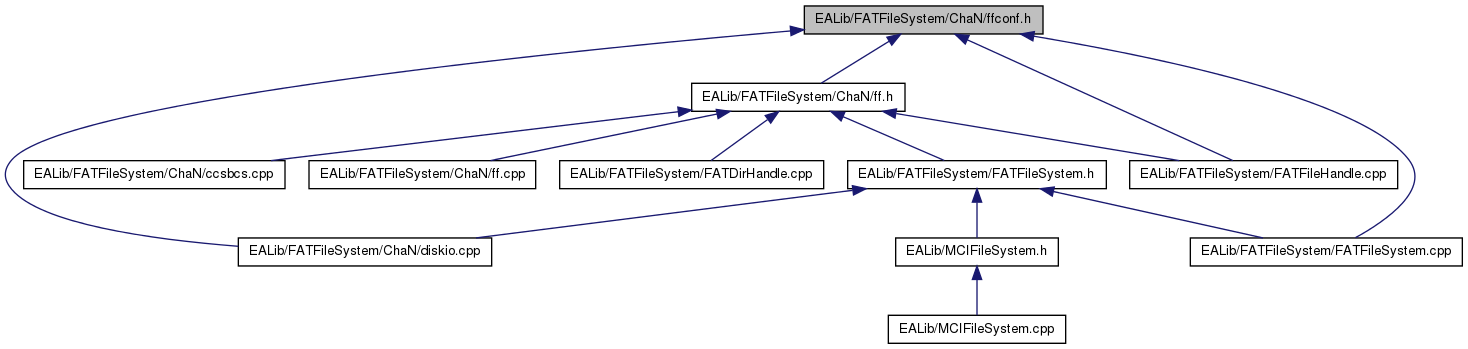 EALib/FATFileSystem/ChaN/ffconf.h
EALib/FATFileSystem/ChaN/ff.h
EALib/FATFileSystem/ChaN/ccsbcs.cpp
EALib/FATFileSystem/ChaN/ff.cpp
EALib/FATFileSystem/FATDirHandle.cpp
EALib/FATFileSystem/FATFileSystem.h
EALib/FATFileSystem/FATFileHandle.cpp
EALib/FATFileSystem/ChaN/diskio.cpp
EALib/MCIFileSystem.h
EALib/FATFileSystem/FATFileSystem.cpp
EALib/MCIFileSystem.cpp